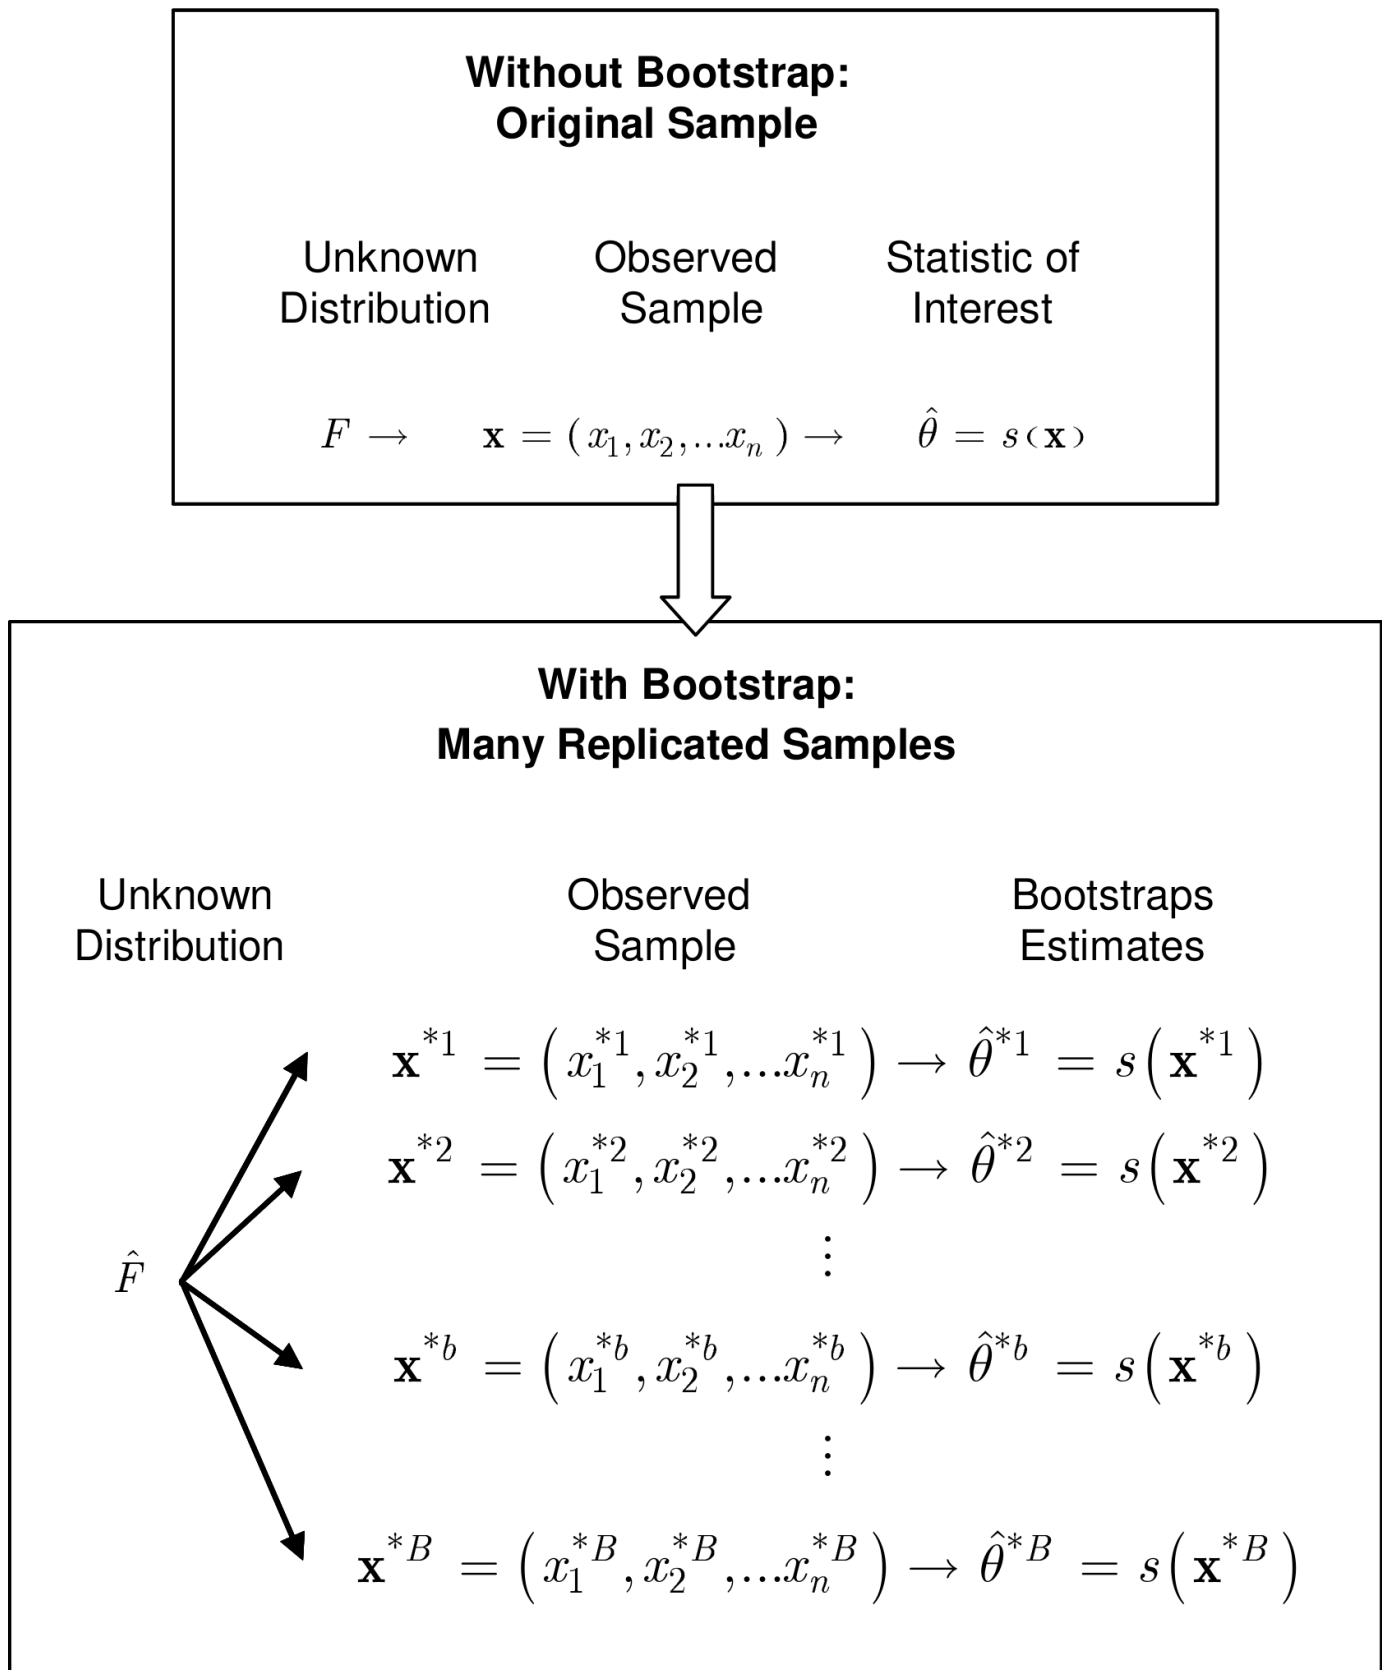 Without Bootstrap:
Original Sample
Unknown Distribution
Observed Sample
Statistic of Interest
F → x = (x₁, x₂, ...xₙ) → θ̂ = s(x)
With Bootstrap:
Many Replicated Samples
Unknown Distribution
Observed Sample
Bootstraps Estimates
F̂
x*¹ = (x₁*¹, x₂*¹, ...xₙ*¹) → θ̂*¹ = s(x*¹)
x*² = (x₁*², x₂*², ...xₙ*²) → θ̂*² = s(x*²)
⋮
x*ᵇ = (x₁*ᵇ, x₂*ᵇ, ...xₙ*ᵇ) → θ̂*ᵇ = s(x*ᵇ)
⋮
x*ᴮ = (x₁*ᴮ, x₂*ᴮ, ...xₙ*ᴮ) → θ̂*ᴮ = s(x*ᴮ)